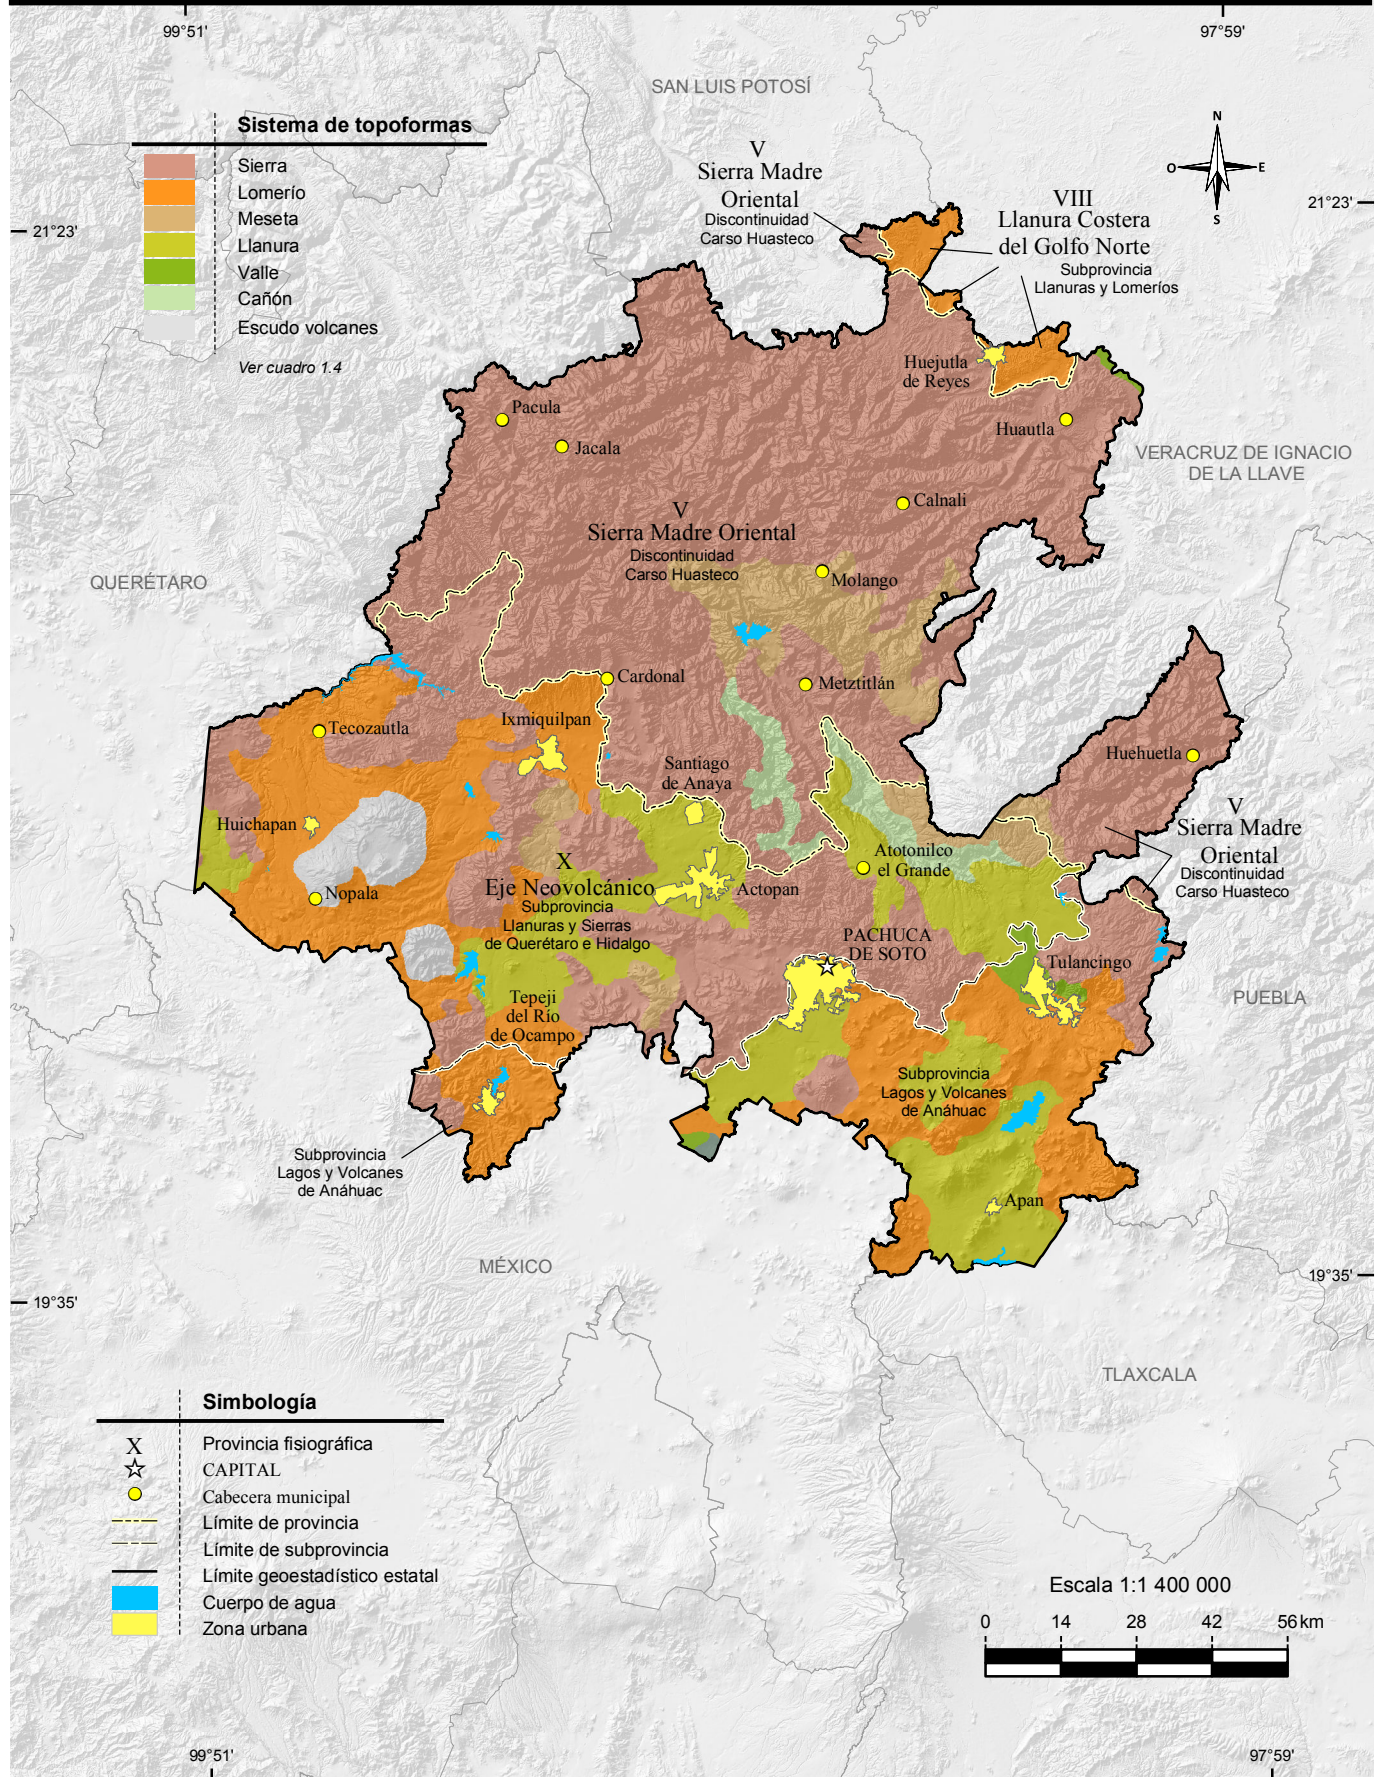 99°51'
97°59'
SAN LUIS POTOSÍ
Sistema de topoformas
Sierra
Lomerío
Meseta
Llanura
Valle
Cañón
Escudo volcanes
Ver cuadro 1.4
N
O
E
S
21°23'
21°23'
V
Sierra Madre
Oriental
Discontinuidad
Carso Huasteco
VIII
Llanura Costera
del Golfo Norte
Subprovincia
Llanuras y Lomeríos
Huejutla
de Reyes
Pacula
Jacala
Huautla
VERACRUZ DE IGNACIO
DE LA LLAVE
Calnali
V
Sierra Madre Oriental
Discontinuidad
Carso Huasteco
Molango
QUERÉTARO
Cardonal
Metztitlán
Tecozautla
Ixmiquilpan
Santiago
de Anaya
Huehuetla
Huichapan
V
Sierra Madre
Oriental
Discontinuidad
Carso Huasteco
Atotonilco
el Grande
Nopala
X
Eje Neovolcánico
Subprovincia
Llanuras y Sierras
de Querétaro e Hidalgo
Actopan
PACHUCA
DE SOTO
Tulancingo
PUEBLA
Tepeji
del Río
de Ocampo
Subprovincia
Lagos y Volcanes
de Anáhuac
Subprovincia
Lagos y Volcanes
de Anáhuac
Apan
MÉXICO
19°35'
19°35'
TLAXCALA
Simbología
X
Provincia fisiográfica
CAPITAL
Cabecera municipal
Límite de provincia
Límite de subprovincia
Límite geoestadístico estatal
Cuerpo de agua
Zona urbana
Escala 1:1 400 000
0 14 28 42 56 km
99°51'
97°59'